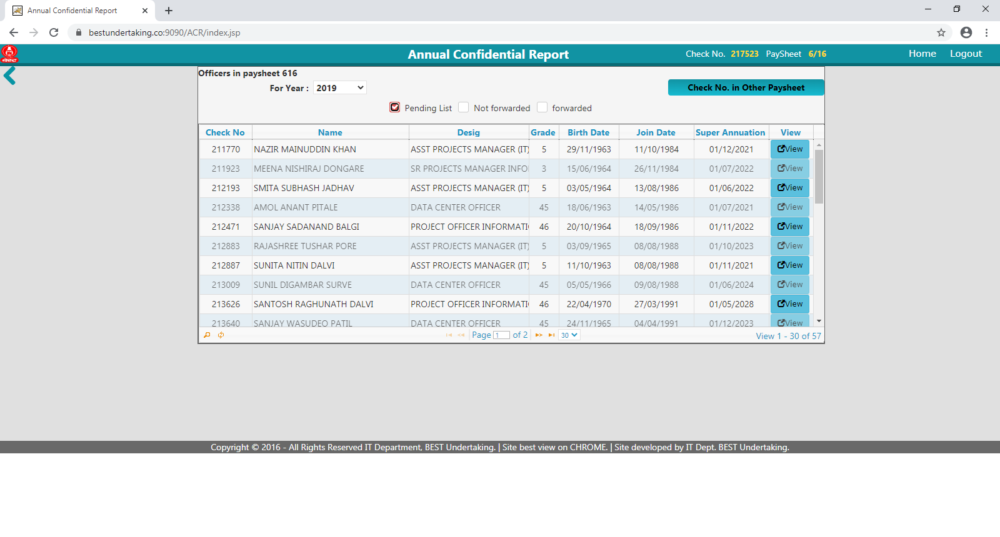 Annual Confidential Report
bestundertaking.co:9090/ACR/index.jsp
बेस्ट
Annual Confidential Report
Check No. 217523 PaySheet 6/16
Home Logout
Officers in paysheet 616
For Year : 2019
Check No. in Other Paysheet
Pending List Not forwarded forwarded
Check No Name Desig Grade Birth Date Join Date Super Annuation View
211770 NAZIR MAINUDDIN KHAN ASST PROJECTS MANAGER (IT) 5 29/11/1963 11/10/1984 01/12/2021 View
211923 MEENA NISHIRAJ DONGARE SR PROJECTS MANAGER INFO 3 15/06/1964 26/11/1984 01/07/2022 View
212193 SMITA SUBHASH JADHAV ASST PROJECTS MANAGER (IT) 5 03/05/1964 13/08/1986 01/06/2022 View
212338 AMOL ANANT PITALE DATA CENTER OFFICER 45 18/06/1963 14/05/1986 01/07/2021 View
212471 SANJAY SADANAND BALGI PROJECT OFFICER INFORMATI 46 20/10/1964 18/09/1986 01/11/2022 View
212883 RAJASHREE TUSHAR PORE ASST PROJECTS MANAGER (IT) 5 03/09/1965 08/08/1988 01/10/2023 View
212887 SUNITA NITIN DALVI ASST PROJECTS MANAGER (IT) 5 11/10/1963 08/08/1988 01/11/2021 View
213009 SUNIL DIGAMBAR SURVE DATA CENTER OFFICER 45 05/05/1966 09/08/1988 01/06/2024 View
213626 SANTOSH RAGHUNATH DALVI PROJECT OFFICER INFORMATI 46 22/04/1970 27/03/1991 01/05/2028 View
213640 SANJAY WASUDEO PATIL DATA CENTER OFFICER 45 24/11/1965 04/04/1991 01/12/2023 View
Page 1 of 2 30 View 1 - 30 of 57
Copyright © 2016 - All Rights Reserved IT Department, BEST Undertaking. | Site best view on CHROME. | Site developed by IT Dept. BEST Undertaking.